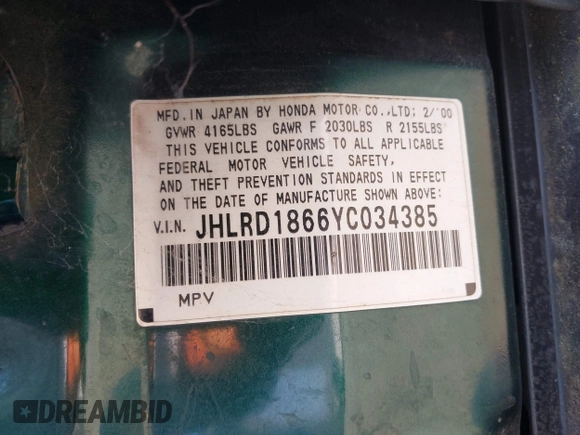 MFD. IN JAPAN BY HONDA MOTOR CO.,LTD; 2/'00
GVWR 4165LBS GAWR F 2030LBS R 2155LBS
THIS VEHICLE CONFORMS TO ALL APPLICABLE
FEDERAL MOTOR VEHICLE SAFETY,
AND THEFT PREVENTION STANDARDS IN EFFECT
ON THE DATE OF MANUFACTURE SHOWN ABOVE:
V.I.N. JHLRD1866YC034385
MPV
DREAMBID